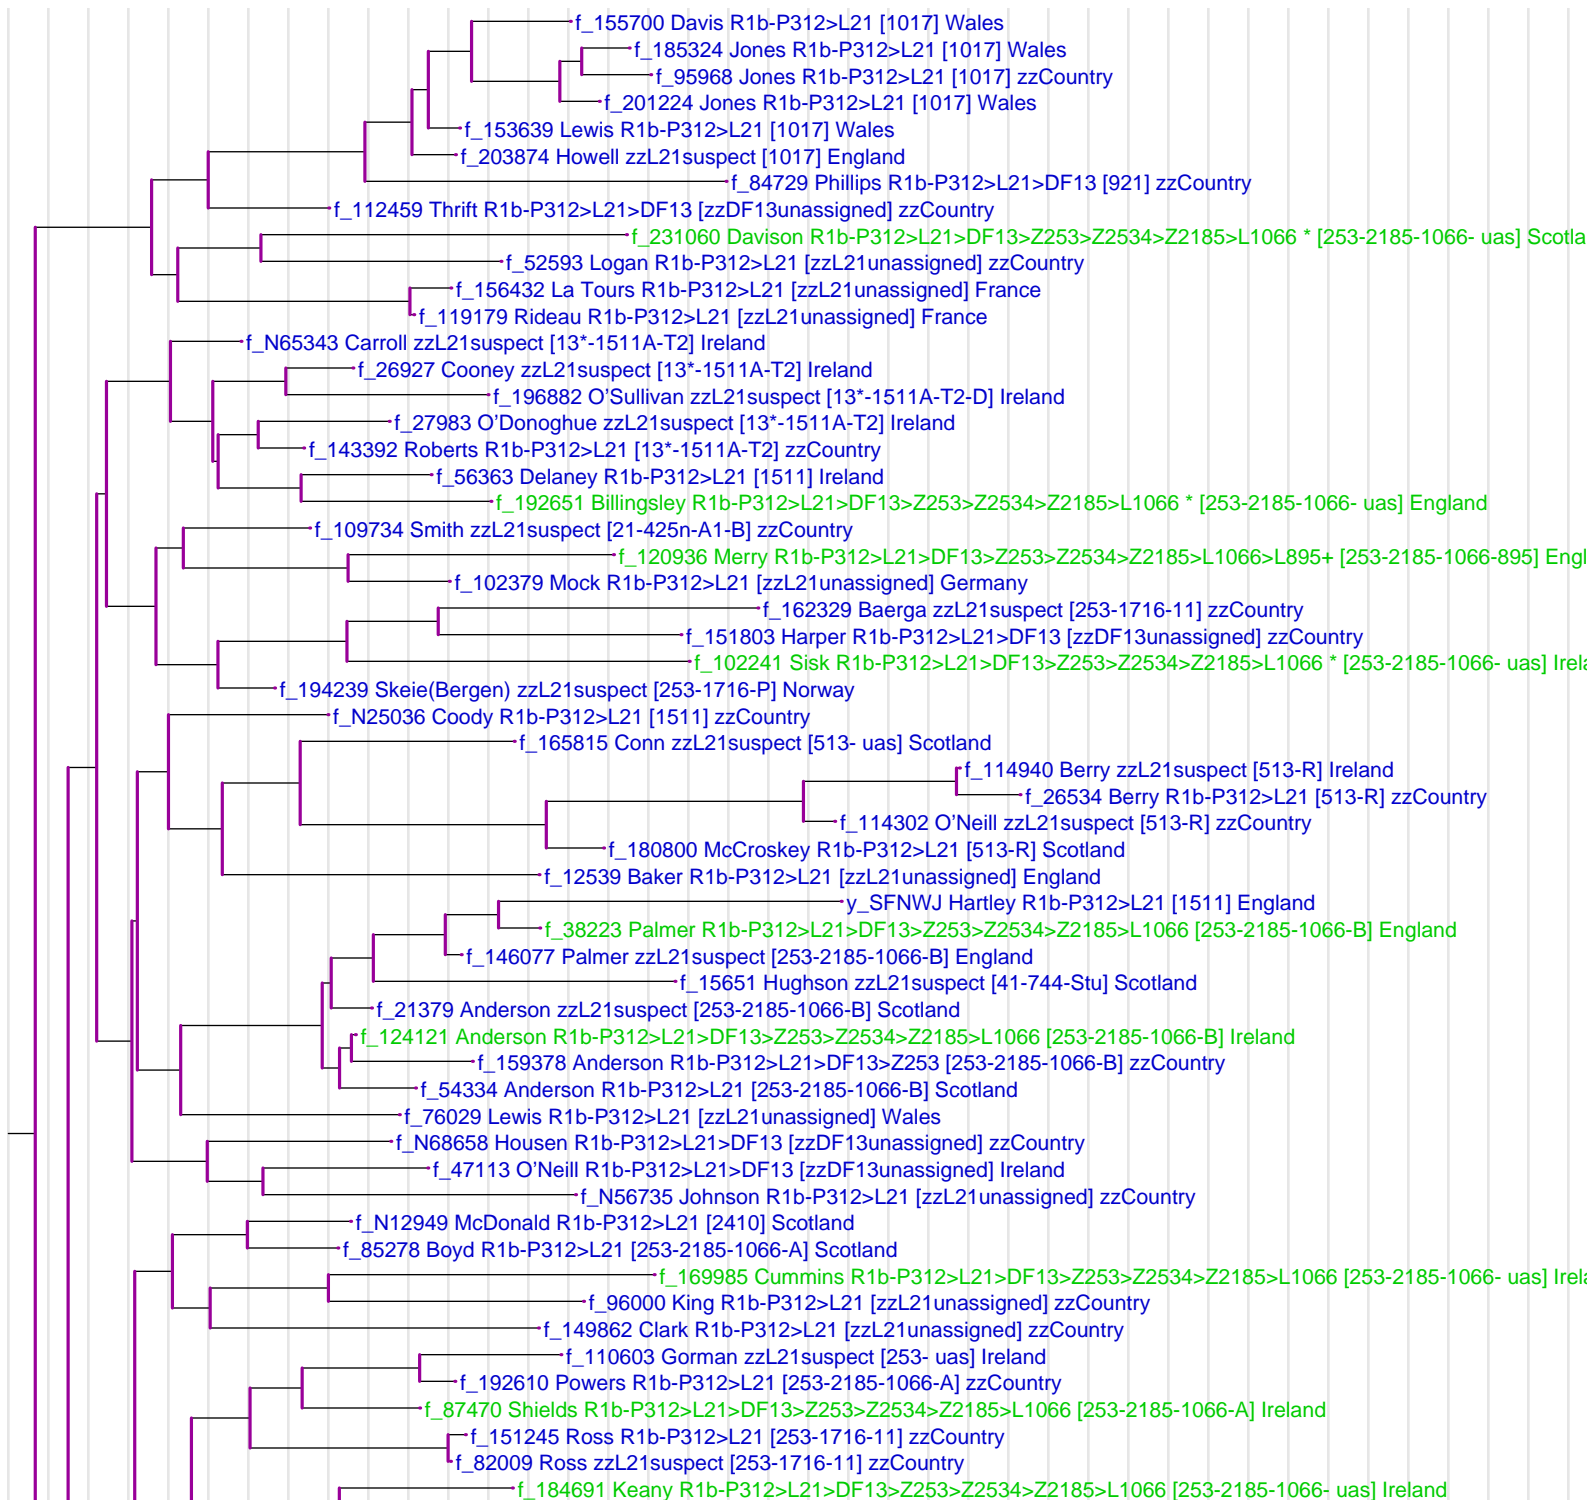 f_155700 Davis R1b-P312>L21 [1017] Wales
f_185324 Jones R1b-P312>L21 [1017] Wales
f_95968 Jones R1b-P312>L21 [1017] zzCountry
f_201224 Jones R1b-P312>L21 [1017] Wales
f_153639 Lewis R1b-P312>L21 [1017] Wales
f_203874 Howell zzL21suspect [1017] England
f_84729 Phillips R1b-P312>L21>DF13 [921] zzCountry
f_112459 Thrift R1b-P312>L21>DF13 [zzDF13unassigned] zzCountry
f_231060 Davison R1b-P312>L21>DF13>Z253>Z2534>Z2185>L1066 * [253-2185-1066- uas] Scotla
f_52593 Logan R1b-P312>L21 [zzL21unassigned] zzCountry
f_156432 La Tours R1b-P312>L21 [zzL21unassigned] France
f_119179 Rideau R1b-P312>L21 [zzL21unassigned] France
f_N65343 Carroll zzL21suspect [13*-1511A-T2] Ireland
f_26927 Cooney zzL21suspect [13*-1511A-T2] Ireland
f_196882 O'Sullivan zzL21suspect [13*-1511A-T2-D] Ireland
f_27983 O'Donoghue zzL21suspect [13*-1511A-T2] Ireland
f_143392 Roberts R1b-P312>L21 [13*-1511A-T2] zzCountry
f_56363 Delaney R1b-P312>L21 [1511] Ireland
f_192651 Billingsley R1b-P312>L21>DF13>Z253>Z2534>Z2185>L1066 * [253-2185-1066- uas] England
f_109734 Smith zzL21suspect [21-425n-A1-B] zzCountry
f_120936 Merry R1b-P312>L21>DF13>Z253>Z2534>Z2185>L1066>L895+ [253-2185-1066-895] Engl
f_102379 Mock R1b-P312>L21 [zzL21unassigned] Germany
f_162329 Baerga zzL21suspect [253-1716-11] zzCountry
f_151803 Harper R1b-P312>L21>DF13 [zzDF13unassigned] zzCountry
f_102241 Sisk R1b-P312>L21>DF13>Z253>Z2534>Z2185>L1066 * [253-2185-1066- uas] Irela
f_194239 Skeie(Bergen) zzL21suspect [253-1716-P] Norway
f_N25036 Coody R1b-P312>L21 [1511] zzCountry
f_165815 Conn zzL21suspect [513- uas] Scotland
f_114940 Berry zzL21suspect [513-R] Ireland
f_26534 Berry R1b-P312>L21 [513-R] zzCountry
f_114302 O'Neill zzL21suspect [513-R] zzCountry
f_180800 McCroskey R1b-P312>L21 [513-R] Scotland
f_12539 Baker R1b-P312>L21 [zzL21unassigned] England
y_SFNWJ Hartley R1b-P312>L21 [1511] England
f_38223 Palmer R1b-P312>L21>DF13>Z253>Z2534>Z2185>L1066 [253-2185-1066-B] England
f_146077 Palmer zzL21suspect [253-2185-1066-B] England
f_15651 Hughson zzL21suspect [41-744-Stu] Scotland
f_21379 Anderson zzL21suspect [253-2185-1066-B] Scotland
f_124121 Anderson R1b-P312>L21>DF13>Z253>Z2534>Z2185>L1066 [253-2185-1066-B] Ireland
f_159378 Anderson R1b-P312>L21>DF13>Z253 [253-2185-1066-B] zzCountry
f_54334 Anderson R1b-P312>L21 [253-2185-1066-B] Scotland
f_76029 Lewis R1b-P312>L21 [zzL21unassigned] Wales
f_N68658 Housen R1b-P312>L21>DF13 [zzDF13unassigned] zzCountry
f_47113 O'Neill R1b-P312>L21>DF13 [zzDF13unassigned] Ireland
f_N56735 Johnson R1b-P312>L21 [zzL21unassigned] zzCountry
f_N12949 McDonald R1b-P312>L21 [2410] Scotland
f_85278 Boyd R1b-P312>L21 [253-2185-1066-A] Scotland
f_169985 Cummins R1b-P312>L21>DF13>Z253>Z2534>Z2185>L1066 [253-2185-1066- uas] Irela
f_96000 King R1b-P312>L21 [zzL21unassigned] zzCountry
f_149862 Clark R1b-P312>L21 [zzL21unassigned] zzCountry
f_110603 Gorman zzL21suspect [253- uas] Ireland
f_192610 Powers R1b-P312>L21 [253-2185-1066-A] zzCountry
f_87470 Shields R1b-P312>L21>DF13>Z253>Z2534>Z2185>L1066 [253-2185-1066-A] Ireland
f_151245 Ross R1b-P312>L21 [253-1716-11] zzCountry
f_82009 Ross zzL21suspect [253-1716-11] zzCountry
f_184691 Keany R1b-P312>L21>DF13>Z253>Z2534>Z2185>L1066 [253-2185-1066- uas] Ireland